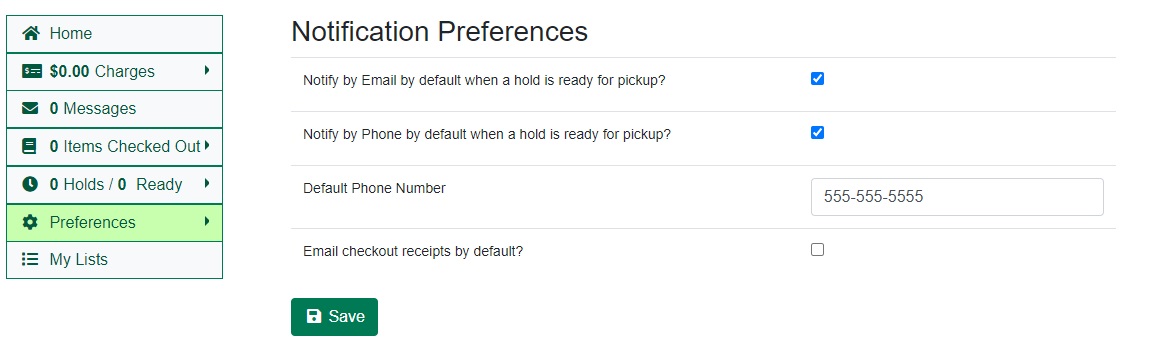 Home
$0.00 Charges
0 Messages
0 Items Checked Out
0 Holds / 0 Ready
Preferences
My Lists
Notification Preferences
Notify by Email by default when a hold is ready for pickup?
Notify by Phone by default when a hold is ready for pickup?
Default Phone Number
555-555-5555
Email checkout receipts by default?
Save